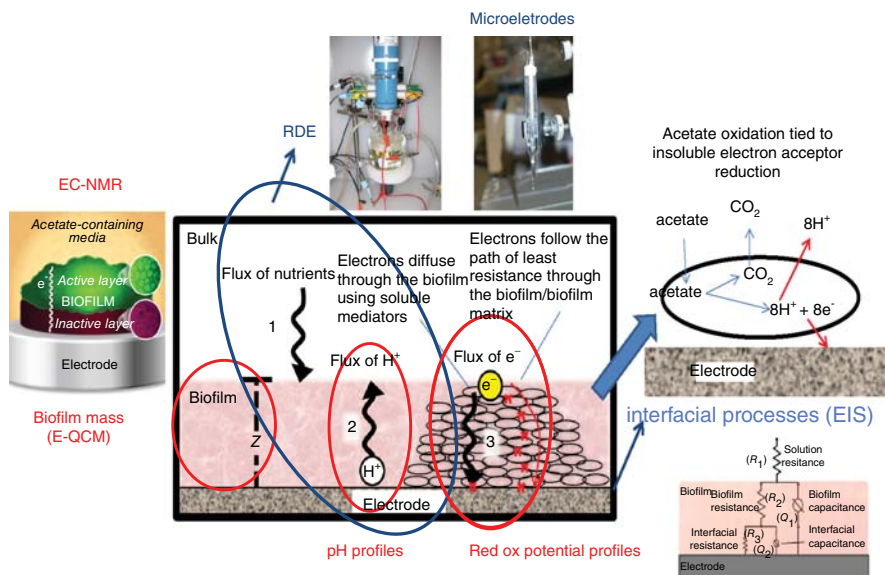 Microeletrodes
RDE
EC-NMR
Acetate-containing
media
e-
Active layer
BIOFILM
Inactive layer
Electrode
Biofilm mass
(E-QCM)
Bulk
Flux of nutrients
1
Electrons diffuse
through the biofilm
using soluble
mediators
Electrons follow the
path of least
resistance through
the biofilm/biofilm
matrix
Flux of H+
Flux of e−
Biofilm
Z
2
H+
e−
3
Electrode
pH profiles
Red ox potential profiles
Acetate oxidation tied to
insoluble electron acceptor
reduction
acetate
CO2
8H+
acetate
CO2
8H+ + 8e-
Electrode
interfacial processes (EIS)
(R1)
Solution
resitance
Biofilm
Biofilm
resistance
(R2)
(Q1)
Biofilm
capacitance
Interfacial
resistance
(R3)
(Q2)
Interfacial
capacitance
Electrode